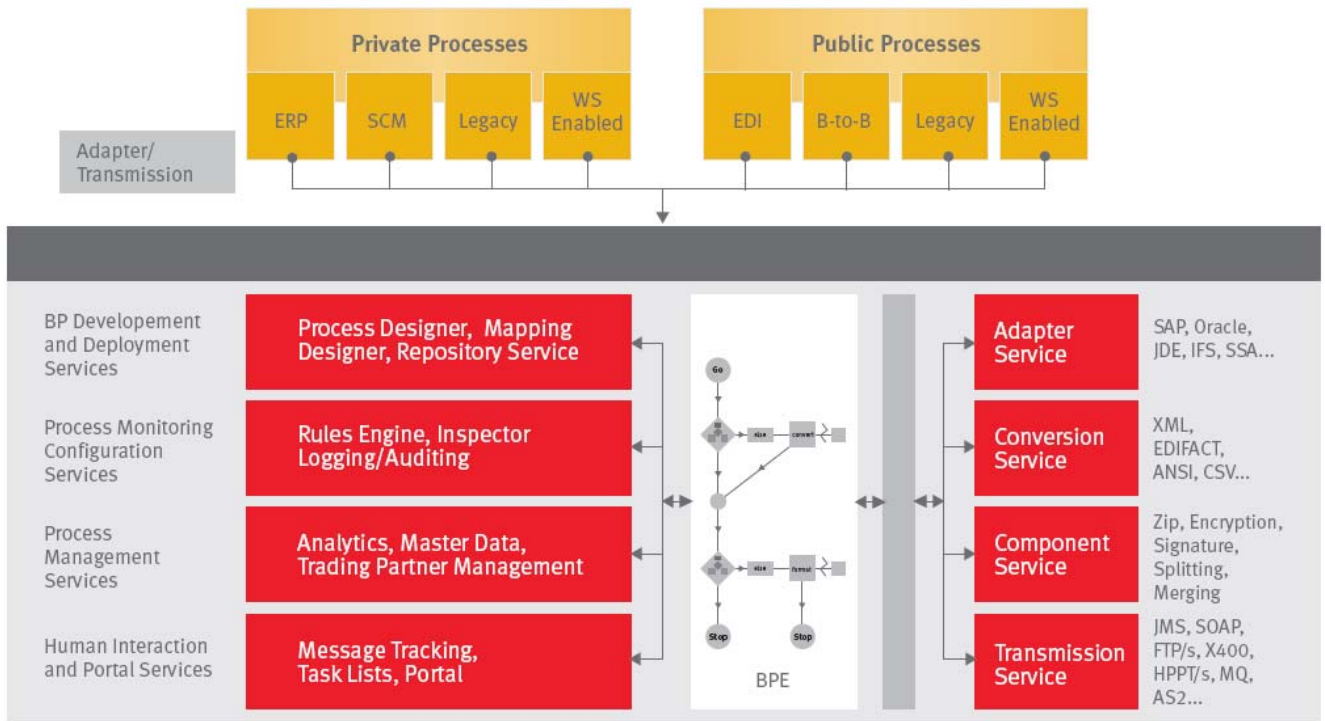 Private Processes
ERP
SCM
Legacy
WS
Enabled
Public Processes
EDI
B-to-B
Legacy
WS
Enabled
Adapter/
Transmission
BP Developement
and Deployment
Services
Process Designer, Mapping
Designer, Repository Service
Process Monitoring
Configuration
Services
Rules Engine, Inspector
Logging/Auditing
Process
Management
Services
Analytics, Master Data,
Trading Partner Management
Human Interaction
and Portal Services
Message Tracking,
Task Lists, Portal
Go
else
convert
else
format
Stop
Stop
BPE
Adapter
Service
SAP, Oracle,
JDE, IFS, SSA...
Conversion
Service
XML,
EDIFACT,
ANSI, CSV...
Component
Service
Zip, Encryption,
Signature,
Splitting,
Merging
Transmission
Service
JMS, SOAP,
FTP/s, X400,
HPPT/s, MQ,
AS2...